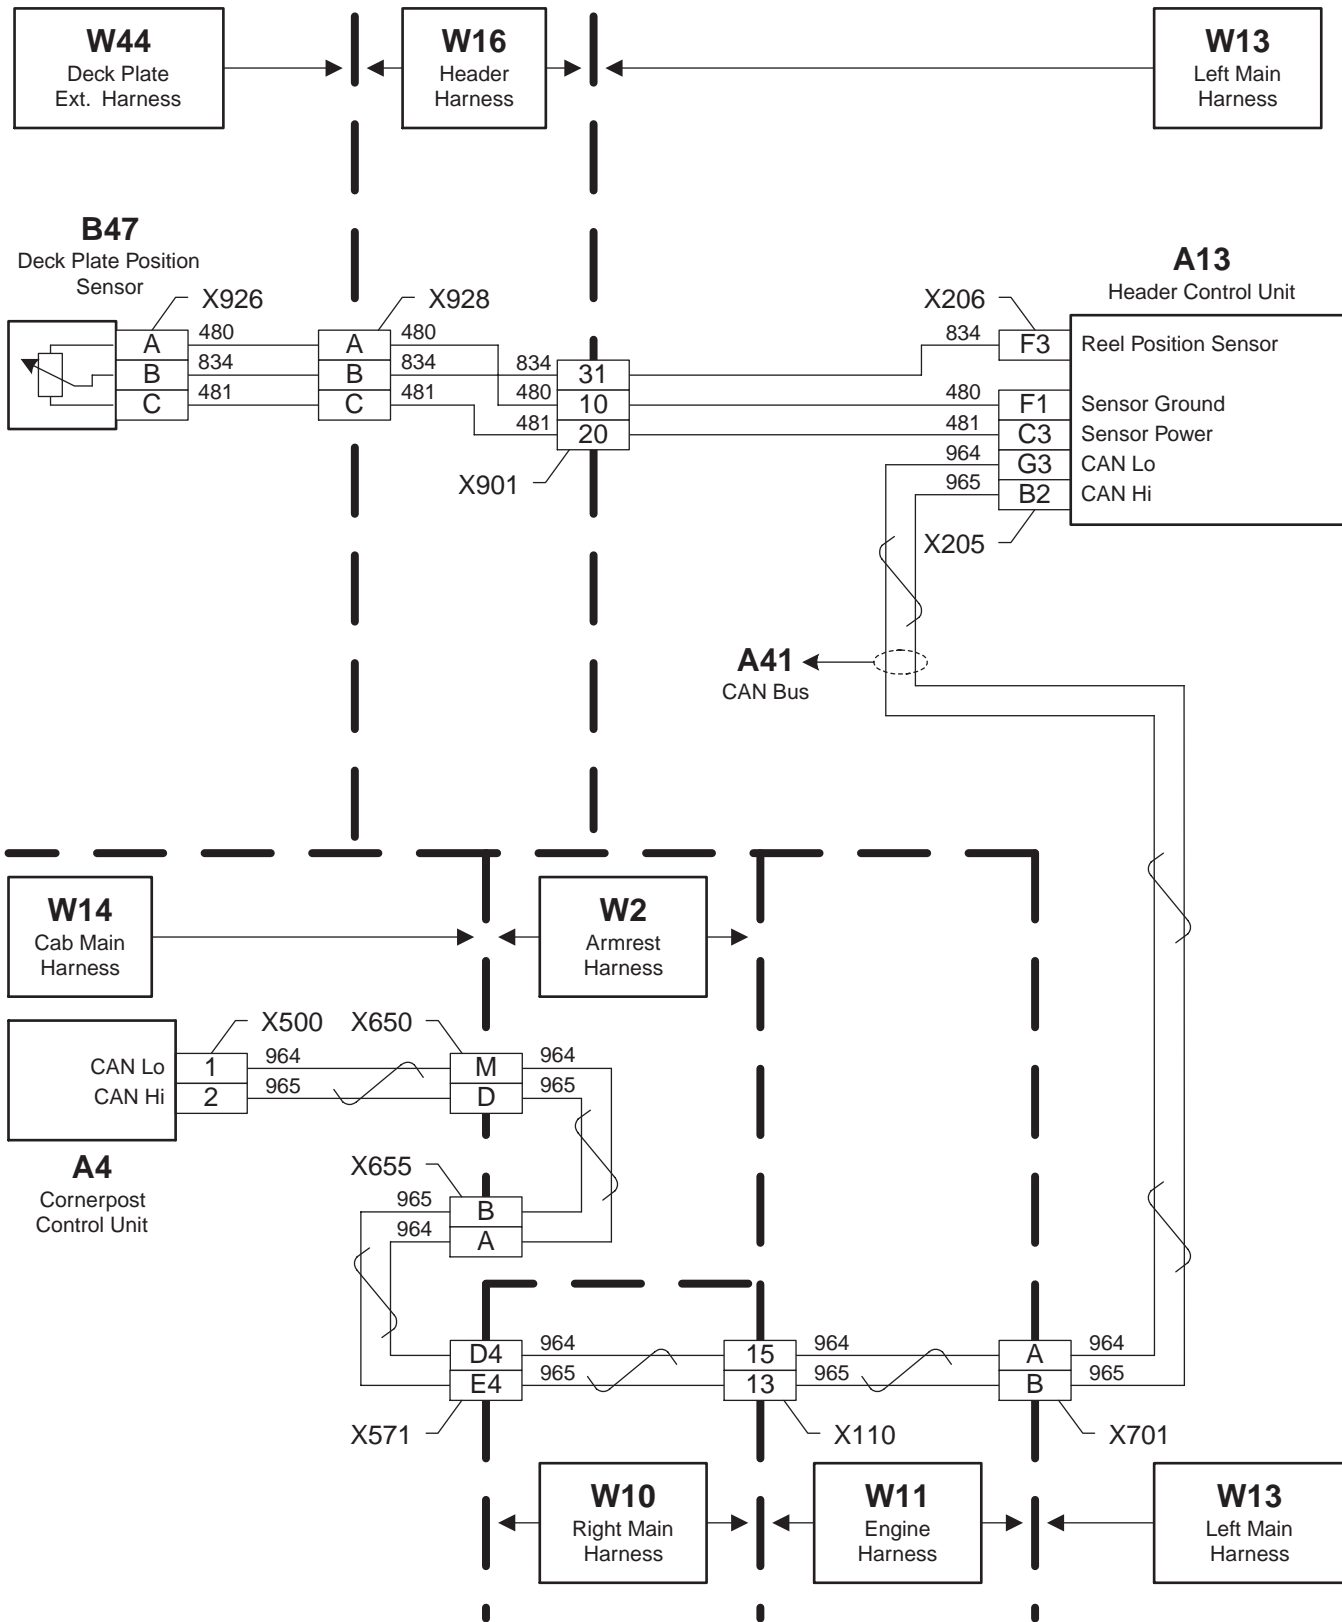 W44
Deck Plate
Ext. Harness
W16
Header
Harness
W13
Left Main
Harness
B47
Deck Plate Position
Sensor
X926
X928
A
B
C
480
834
481
A
B
C
480
834
481
834
480
481
31
10
20
X901
A13
Header Control Unit
X206
834
F3
Reel Position Sensor
480
F1
Sensor Ground
481
C3
Sensor Power
964
G3
CAN Lo
965
B2
CAN Hi
X205
A41
CAN Bus
W14
Cab Main
Harness
W2
Armrest
Harness
X500
X650
CAN Lo
1
964
M
964
CAN Hi
2
965
D
965
A4
Cornerpost
Control Unit
X655
965
B
964
A
D4
964
15
964
A
964
E4
965
13
965
B
965
X571
X110
X701
W10
Right Main
Harness
W11
Engine
Harness
W13
Left Main
Harness